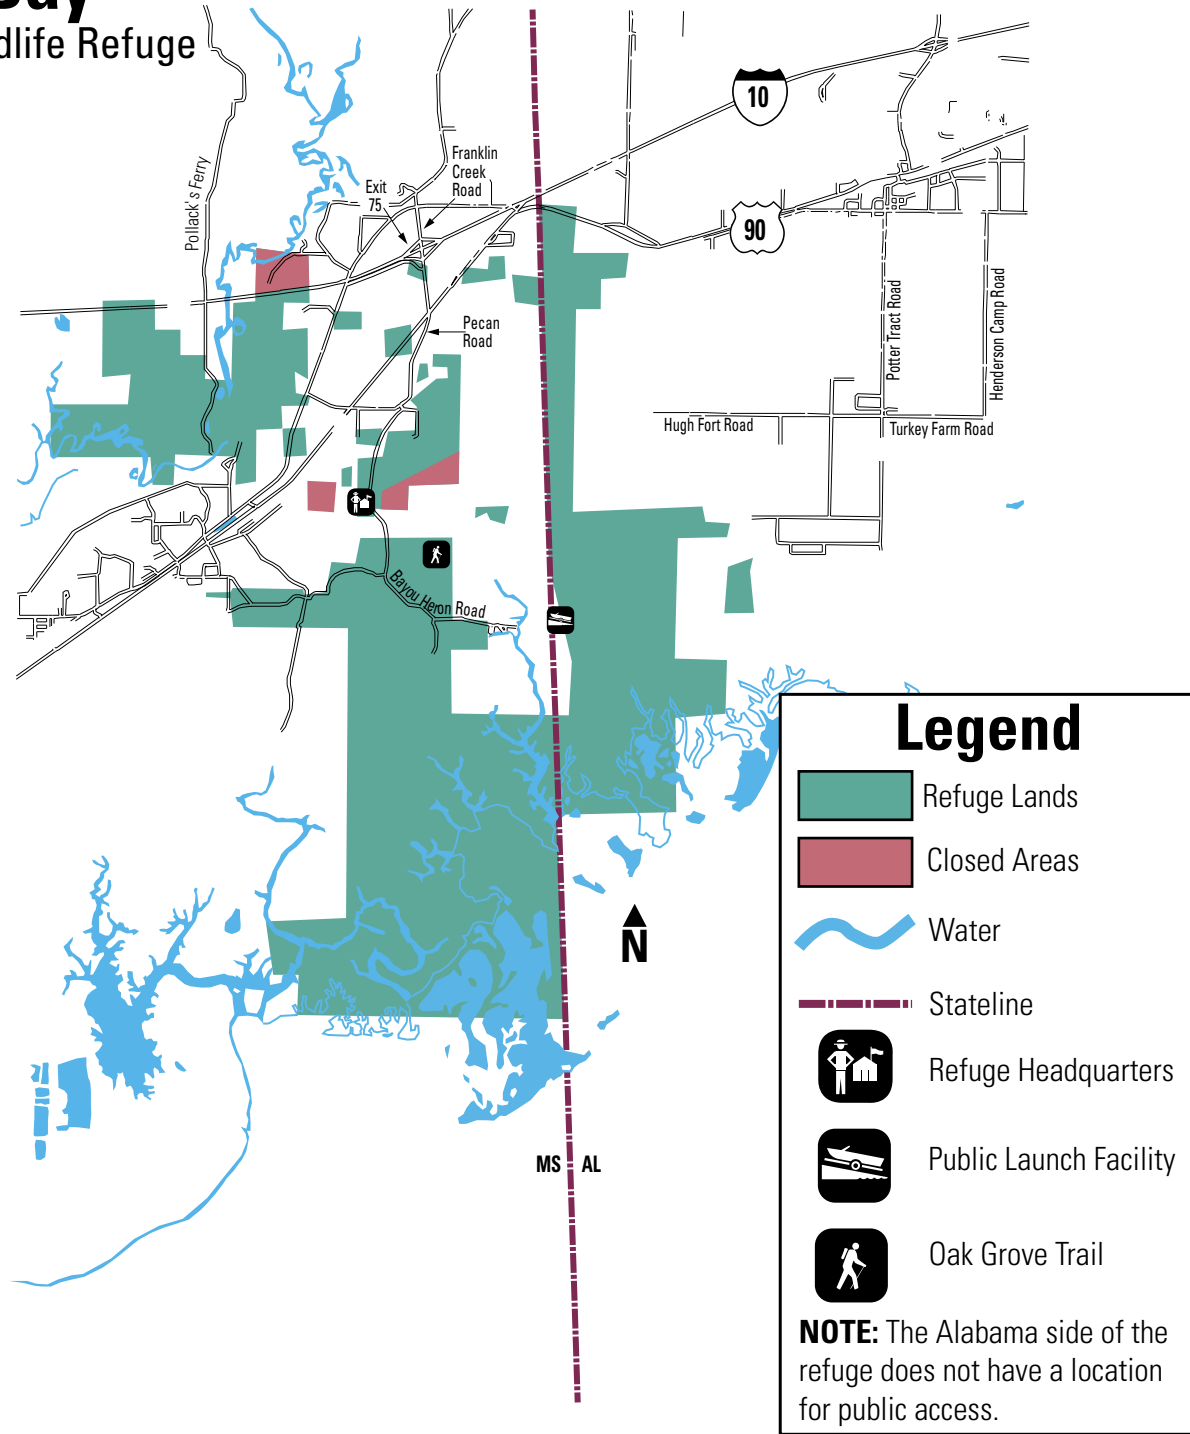 dlife Refuge
Pollack's Ferry
Franklin
Creek
Road
Exit
75
10
90
Pecan
Road
Potter Tract Road
Henderson Camp Road
Hugh Fort Road
Turkey Farm Road
Bayou Heron Road
N
MS
AL
Legend
Refuge Lands
Closed Areas
Water
Stateline
Refuge Headquarters
Public Launch Facility
Oak Grove Trail
NOTE: The Alabama side of the
refuge does not have a location
for public access.